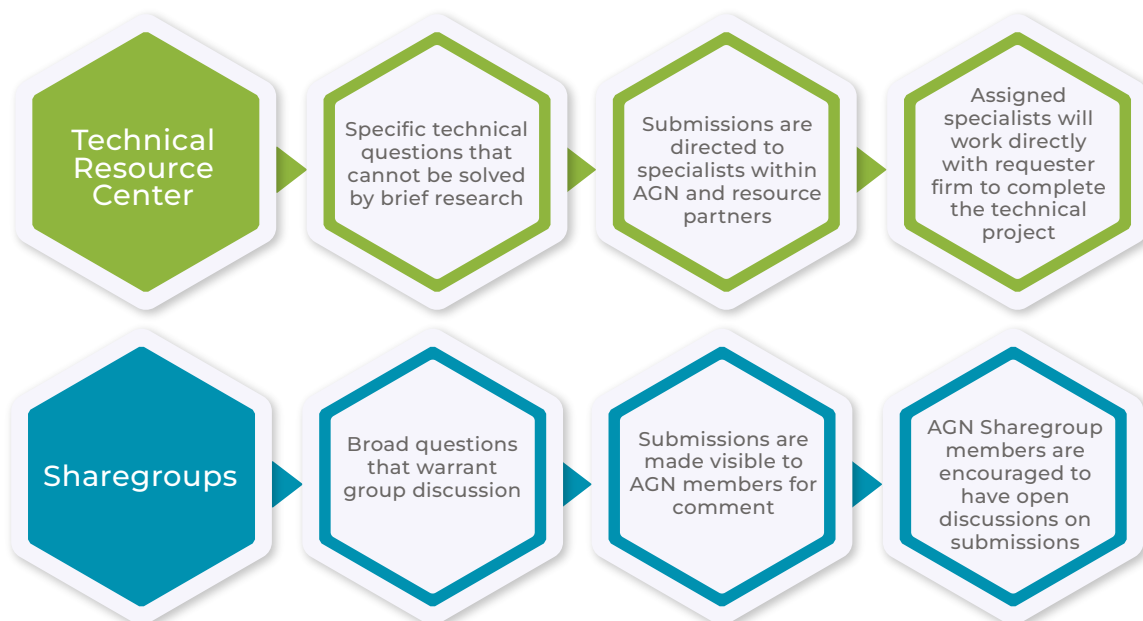 Technical
Resource
Center
Specific technical
questions that
cannot be solved
by brief research
Submissions are
directed to
specialists within
AGN and resource
partners
Assigned
specialists will
work directly
with requester
firm to complete
the technical
project
Sharegroups
Broad questions
that warrant
group discussion
Submissions are
made visible to
AGN members for
comment
AGN Sharegroup
members are
encouraged to
have open
discussions on
submissions